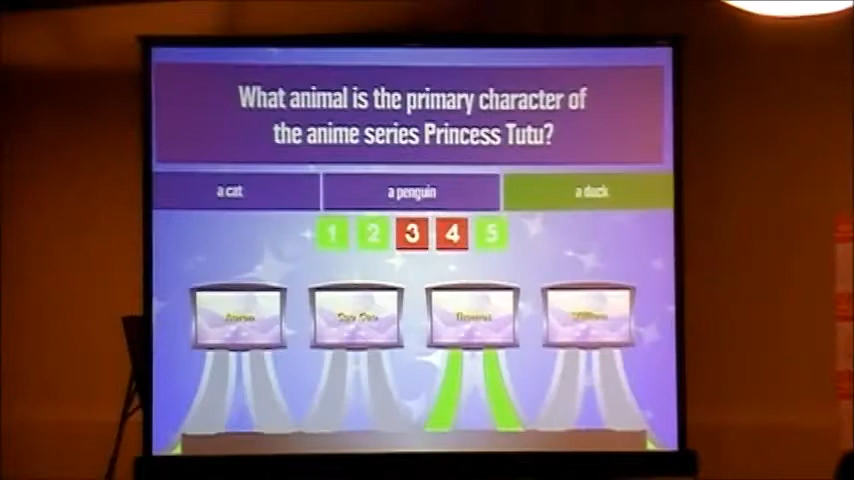 What animal is the primary character of
the anime series Princess Tutu?
a cat
a penguin
a duck
1 2 3 4 5